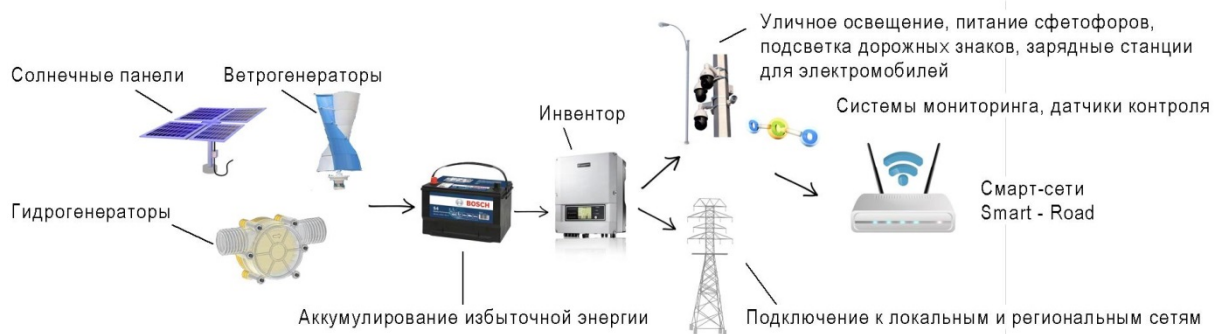 Солнечные панели
Ветрогенераторы
Гидрогенераторы
BOSCH
Аккумулирование избыточной энергии
Инвентор
Уличное освещение, питание сфетофоров,
подсветка дорожных знаков, зарядные станции
для электромобилей
Системы мониторинга, датчики контроля
Смарт-сети
Smart - Road
Подключение к локальным и региональным сетям